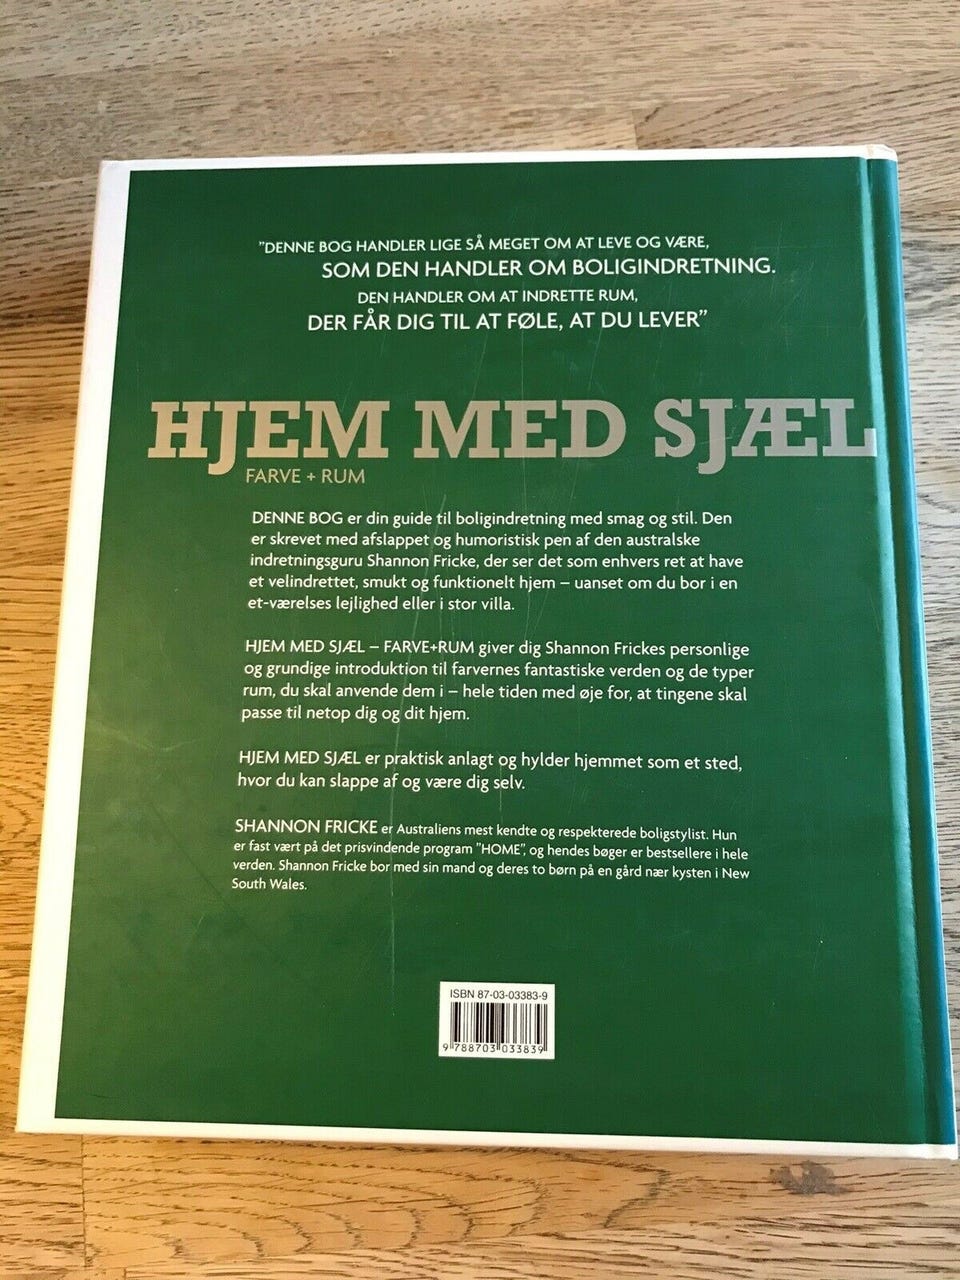 ”DENNE BOG HANDLER LIGE SÅ MEGET OM AT LEVE OG VÆRE,
SOM DEN HANDLER OM BOLIGINDRETNING.
DEN HANDLER OM AT INDRETTE RUM,
DER FÅR DIG TIL AT FØLE, AT DU LEVER”
HJEM MED SJÆL
FARVE + RUM
DENNE BOG er din guide til boligindretning med smag og stil. Den
er skrevet med afslappet og humoristisk pen af den australske
indretningsguru Shannon Fricke, der ser det som enhvers ret at have
et velindrettet, smukt og funktionelt hjem – uanset om du bor i en
et-værelses lejlighed eller i stor villa.
HJEM MED SJÆL – FARVE+RUM giver dig Shannon Frickes personlige
og grundige introduktion til farvernes fantastiske verden og de typer
rum, du skal anvende dem i – hele tiden med øje for, at tingene skal
passe til netop dig og dit hjem.
HJEM MED SJÆL er praktisk anlagt og hylder hjemmet som et sted,
hvor du kan slappe af og være dig selv.
SHANNON FRICKE er Australiens mest kendte og respekterede boligstylist. Hun
er fast vært på det prisvindende program ”HOME”, og hendes bøger er bestsellere i hele
verden. Shannon Fricke bor med sin mand og deres to børn på en gård nær kysten i New
South Wales.
ISBN 87-03-03383-9
9 788703 033839